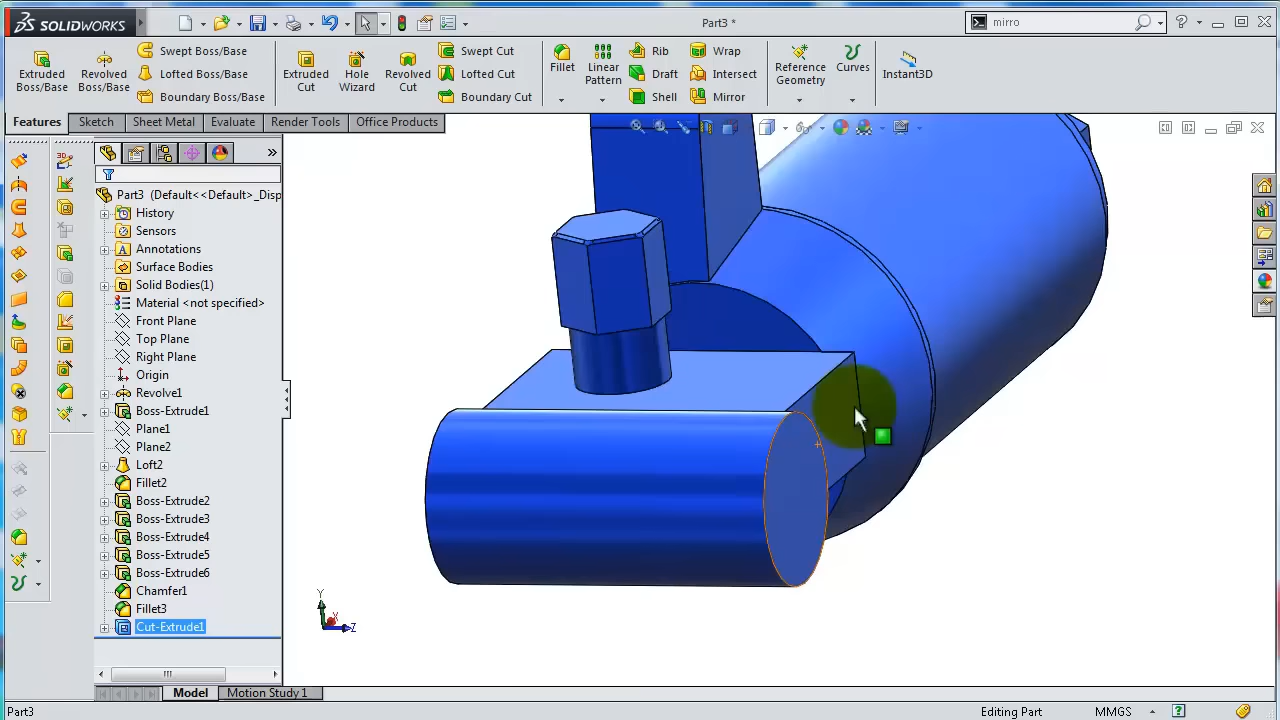 SOLIDWORKS
Part3 *
mirro
Extruded Boss/Base
Revolved Boss/Base
Swept Boss/Base
Lofted Boss/Base
Boundary Boss/Base
Extruded Cut
Hole Wizard
Revolved Cut
Swept Cut
Lofted Cut
Boundary Cut
Fillet
Linear Pattern
Rib
Draft
Shell
Wrap
Intersect
Mirror
Reference Geometry
Curves
Instant3D
Features
Sketch
Sheet Metal
Evaluate
Render Tools
Office Products
Part3 (Default<<Default>_Disp
History
Sensors
Annotations
Surface Bodies
Solid Bodies(1)
Material <not specified>
Front Plane
Top Plane
Right Plane
Origin
Revolve1
Boss-Extrude1
Plane1
Plane2
Loft2
Fillet2
Boss-Extrude2
Boss-Extrude3
Boss-Extrude4
Boss-Extrude5
Boss-Extrude6
Chamfer1
Fillet3
Cut-Extrude1
Y
X
Z
Model
Motion Study 1
Part3
Editing Part
MMGS